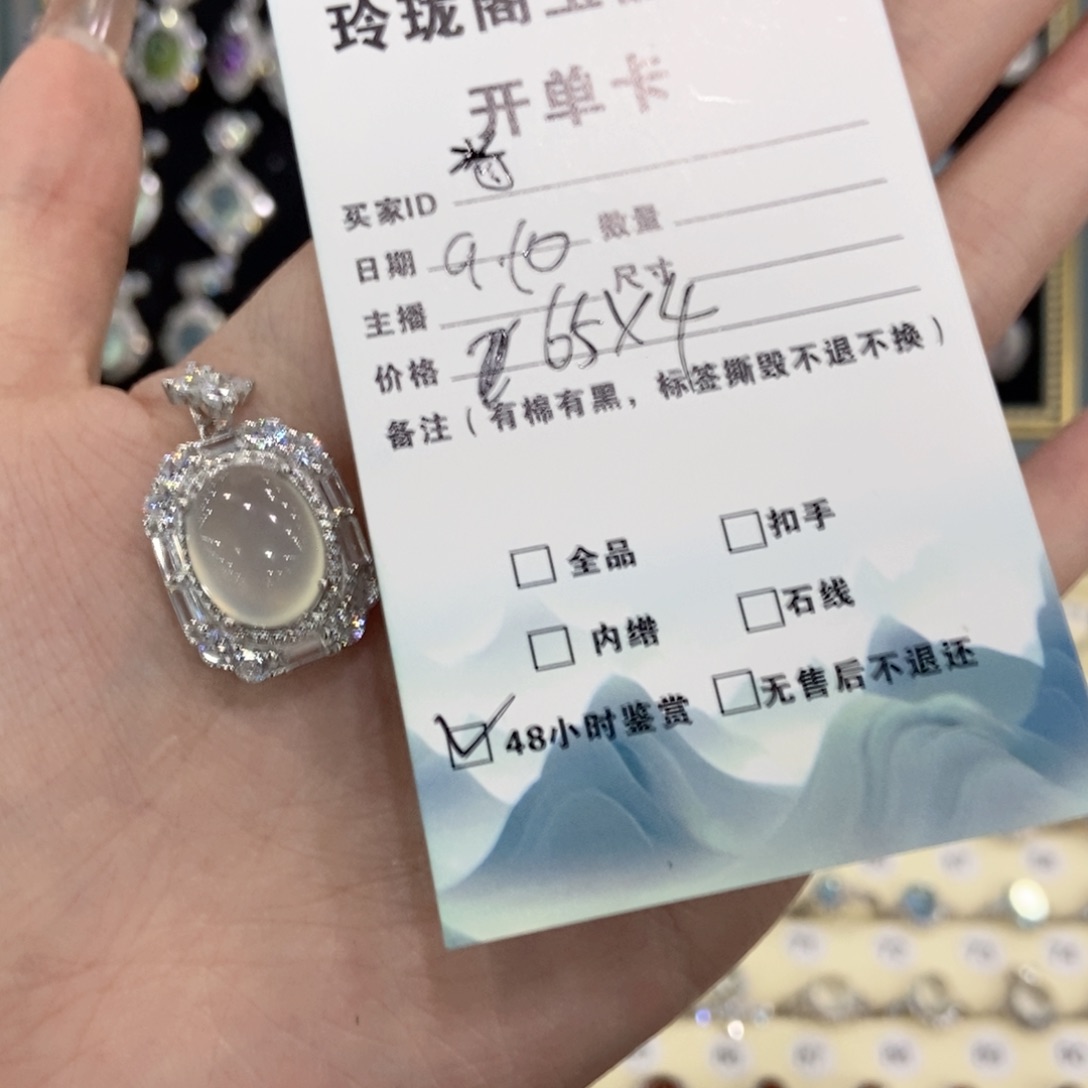 玲珑阁
开单卡
买家ID
日期 9.10 数量
主播 尺寸
价格 65X4
备注（有棉有黑，标签撕毁不退不换）
全品 扣手
内缵 石线
48小时鉴赏 无售后不退还